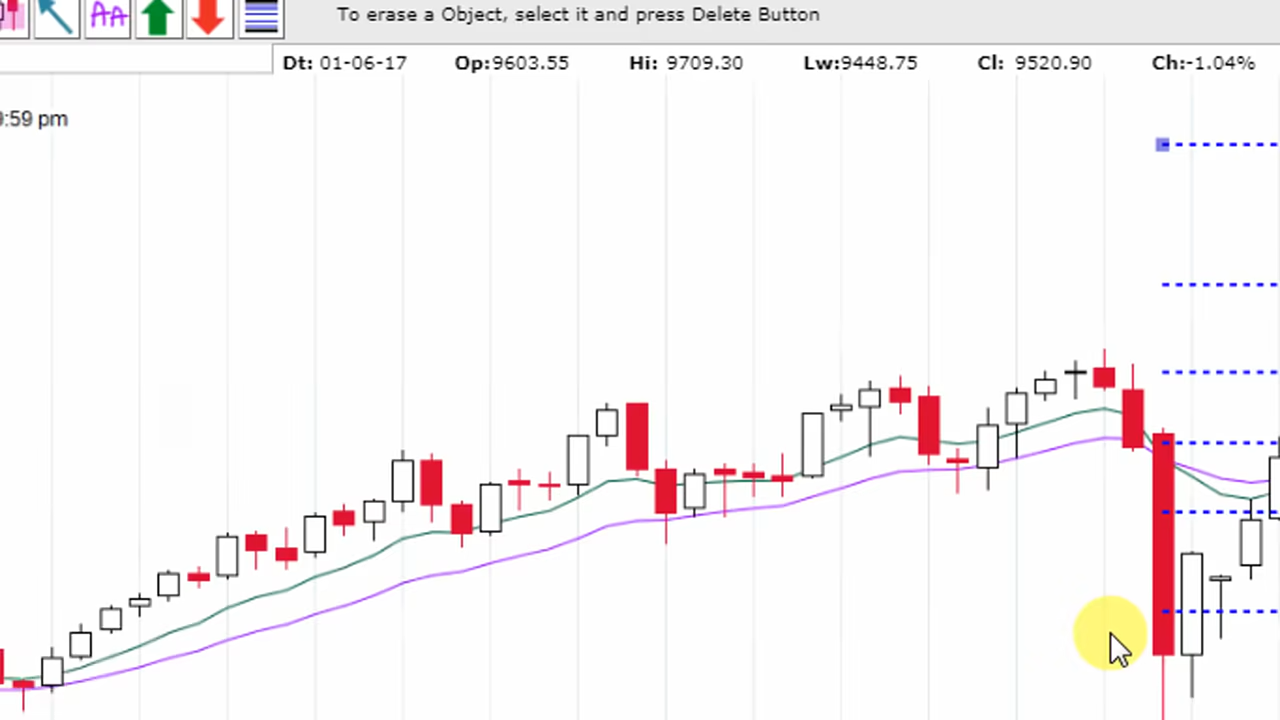 AA
To erase a Object, select it and press Delete Button
Dt: 01-06-17 Op:9603.55 Hi: 9709.30 Lw:9448.75 Cl: 9520.90 Ch:-1.04%
:59 pm